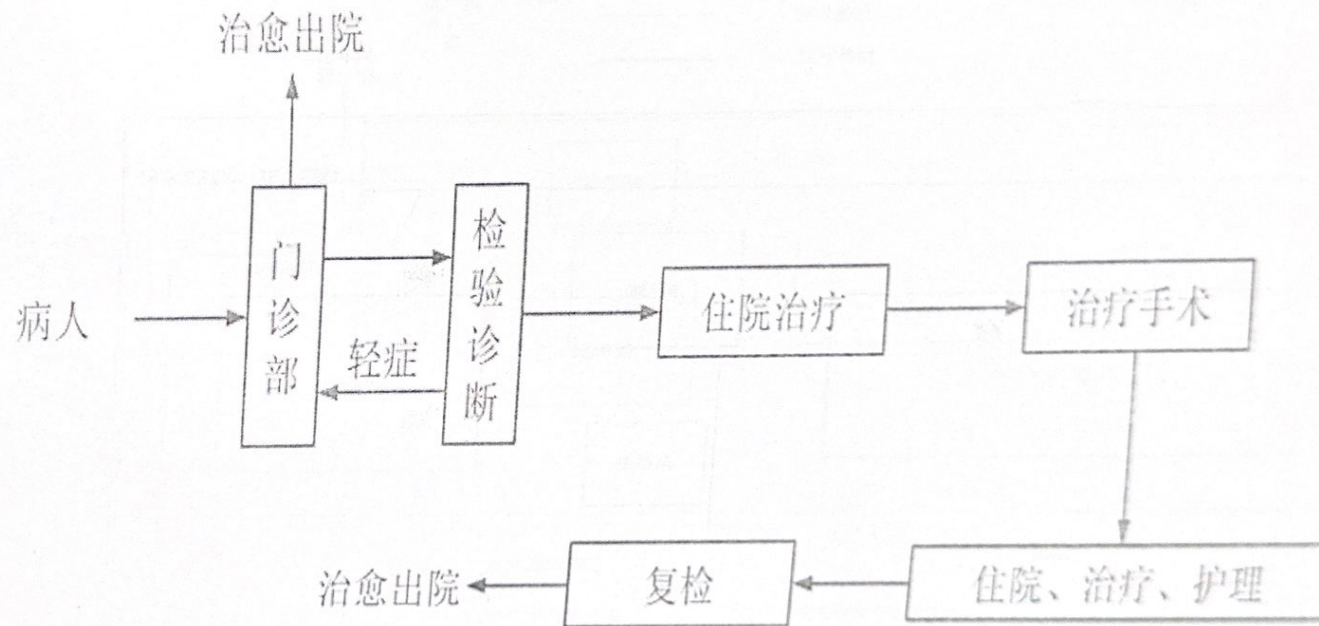 治愈出院
病人
门诊部
轻症
检验诊断
住院治疗
治疗手术
住院、治疗、护理
复检
治愈出院